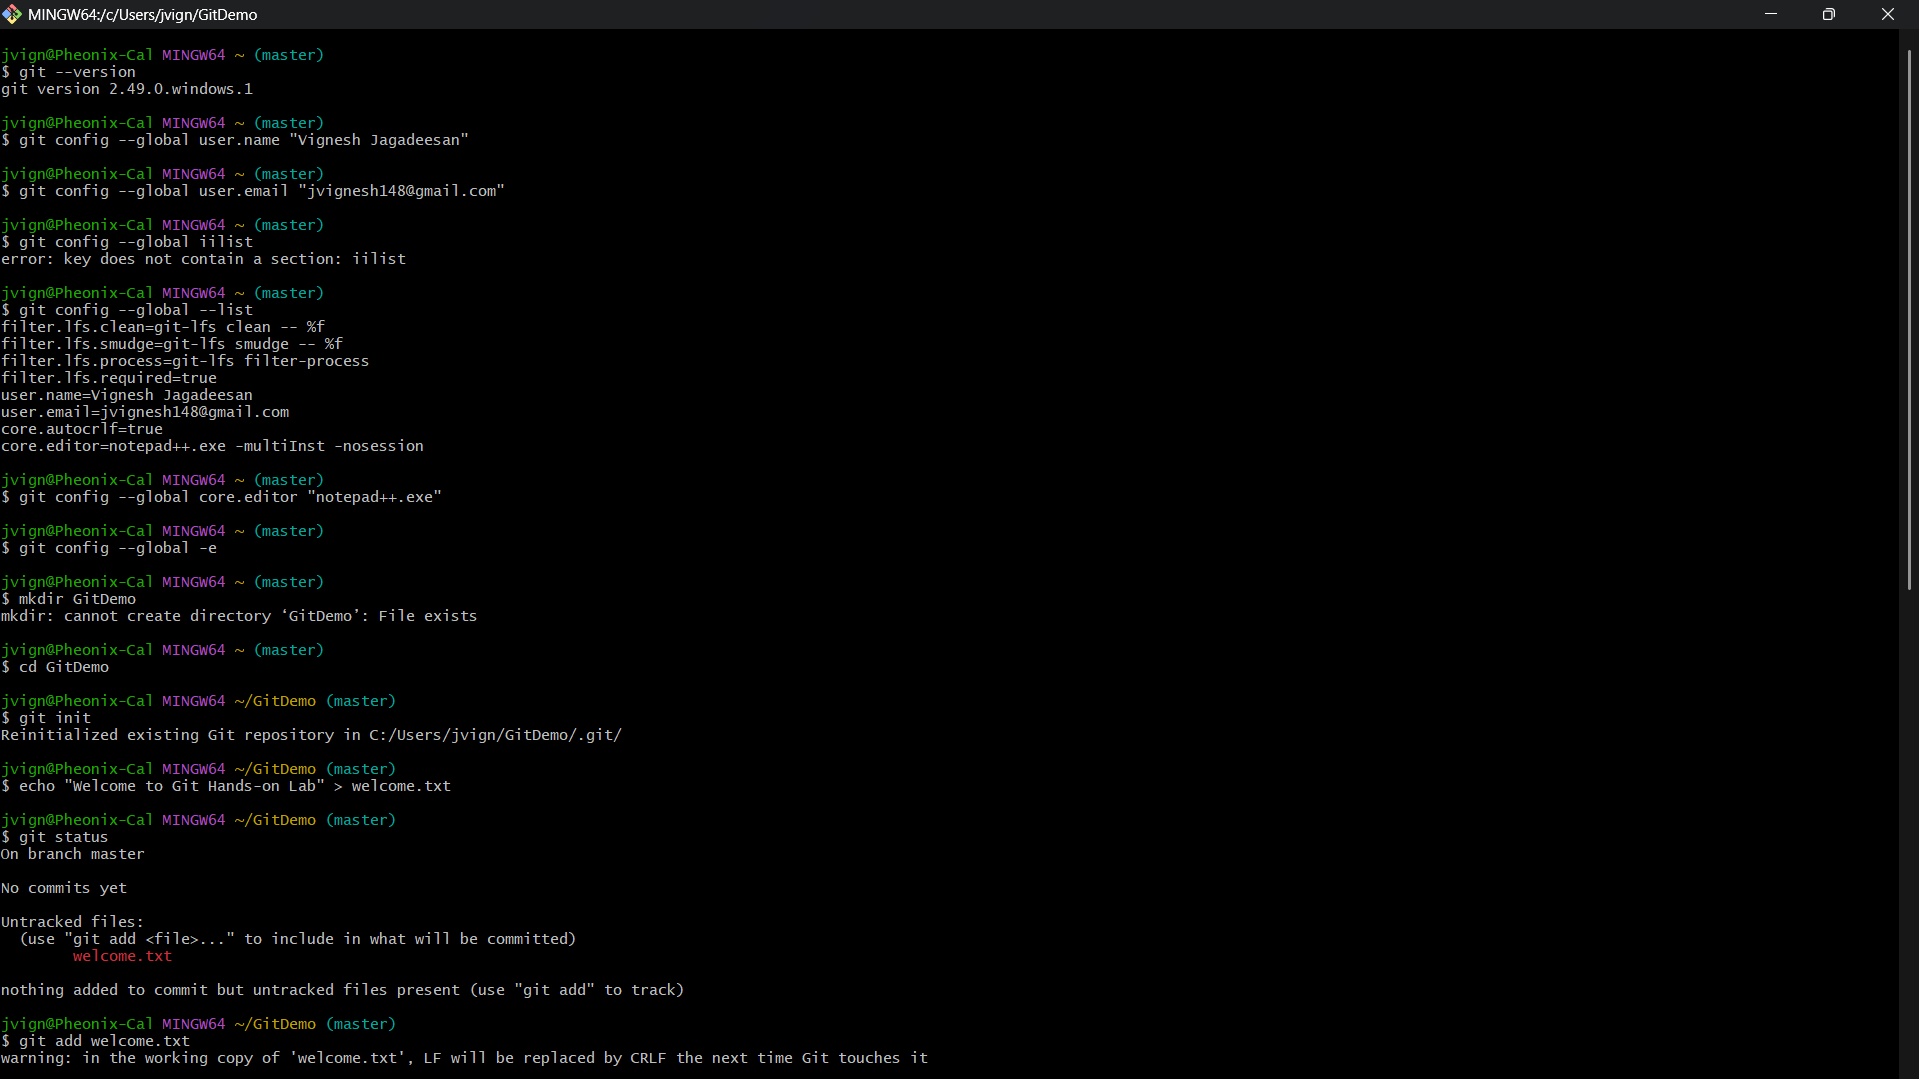 MINGW64:/c/Users/jvign/GitDemo
jvign@Pheonix-Cal MINGW64 ~ (master)
$ git --version
git version 2.49.0.windows.1
jvign@Pheonix-Cal MINGW64 ~ (master)
$ git config --global user.name "Vignesh Jagadeesan"
jvign@Pheonix-Cal MINGW64 ~ (master)
$ git config --global user.email "jvignesh148@gmail.com"
jvign@Pheonix-Cal MINGW64 ~ (master)
$ git config --global iilist
error: key does not contain a section: iilist
jvign@Pheonix-Cal MINGW64 ~ (master)
$ git config --global --list
filter.lfs.clean=git-lfs clean -- %f
filter.lfs.smudge=git-lfs smudge -- %f
filter.lfs.process=git-lfs filter-process
filter.lfs.required=true
user.name=Vignesh Jagadeesan
user.email=jvignesh148@gmail.com
core.autocrlf=true
core.editor=notepad++.exe -multiInst -nosession
jvign@Pheonix-Cal MINGW64 ~ (master)
$ git config --global core.editor "notepad++.exe"
jvign@Pheonix-Cal MINGW64 ~ (master)
$ git config --global -e
jvign@Pheonix-Cal MINGW64 ~ (master)
$ mkdir GitDemo
mkdir: cannot create directory ‘GitDemo’: File exists
jvign@Pheonix-Cal MINGW64 ~ (master)
$ cd GitDemo
jvign@Pheonix-Cal MINGW64 ~/GitDemo (master)
$ git init
Reinitialized existing Git repository in C:/Users/jvign/GitDemo/.git/
jvign@Pheonix-Cal MINGW64 ~/GitDemo (master)
$ echo "Welcome to Git Hands-on Lab" > welcome.txt
jvign@Pheonix-Cal MINGW64 ~/GitDemo (master)
$ git status
On branch master
No commits yet
Untracked files:
  (use "git add <file>..." to include in what will be committed)
        welcome.txt
nothing added to commit but untracked files present (use "git add" to track)
jvign@Pheonix-Cal MINGW64 ~/GitDemo (master)
$ git add welcome.txt
warning: in the working copy of 'welcome.txt', LF will be replaced by CRLF the next time Git touches it